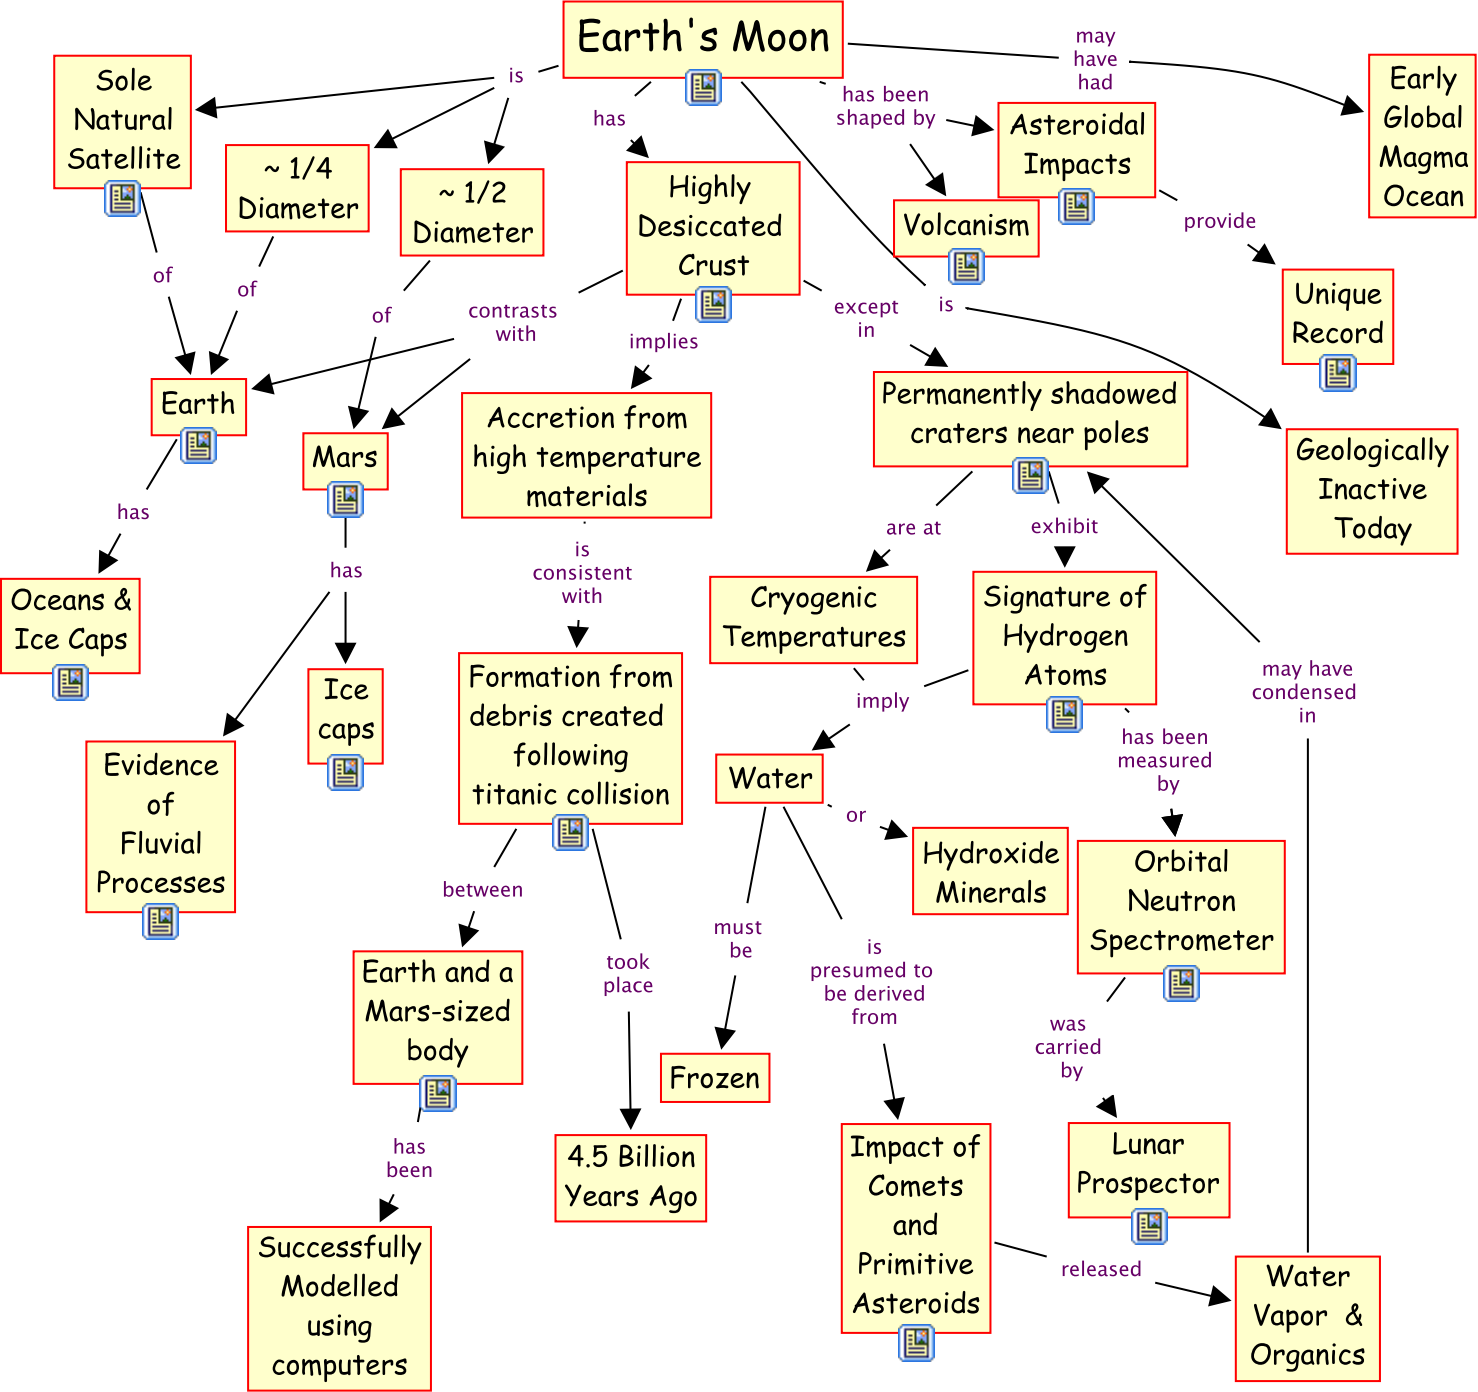 Earth's Moon
is
may
have
had
has been
shaped by
has
Sole
Natural
Satellite
~ 1/4
Diameter
~ 1/2
Diameter
Highly
Desiccated
Crust
Asteroidal
Impacts
Volcanism
Early
Global
Magma
Ocean
provide
Unique
Record
of
of
of
contrasts
with
implies
except
in
is
Earth
Mars
Accretion from
high temperature
materials
Permanently shadowed
craters near poles
Geologically
Inactive
Today
has
has
is
consistent
with
are at
exhibit
Oceans &
Ice Caps
Ice
caps
Evidence
of
Fluvial
Processes
Formation from
debris created
following
titanic collision
Cryogenic
Temperatures
Signature of
Hydrogen
Atoms
may have
condensed
in
imply
has been
measured
by
Water
or
Hydroxide
Minerals
Orbital
Neutron
Spectrometer
between
took
place
must
be
is
presumed to
be derived
from
was
carried
by
Earth and a
Mars-sized
body
Frozen
4.5 Billion
Years Ago
Impact of
Comets
and
Primitive
Asteroids
Lunar
Prospector
has
been
released
Successfully
Modelled
using
computers
Water
Vapor &
Organics